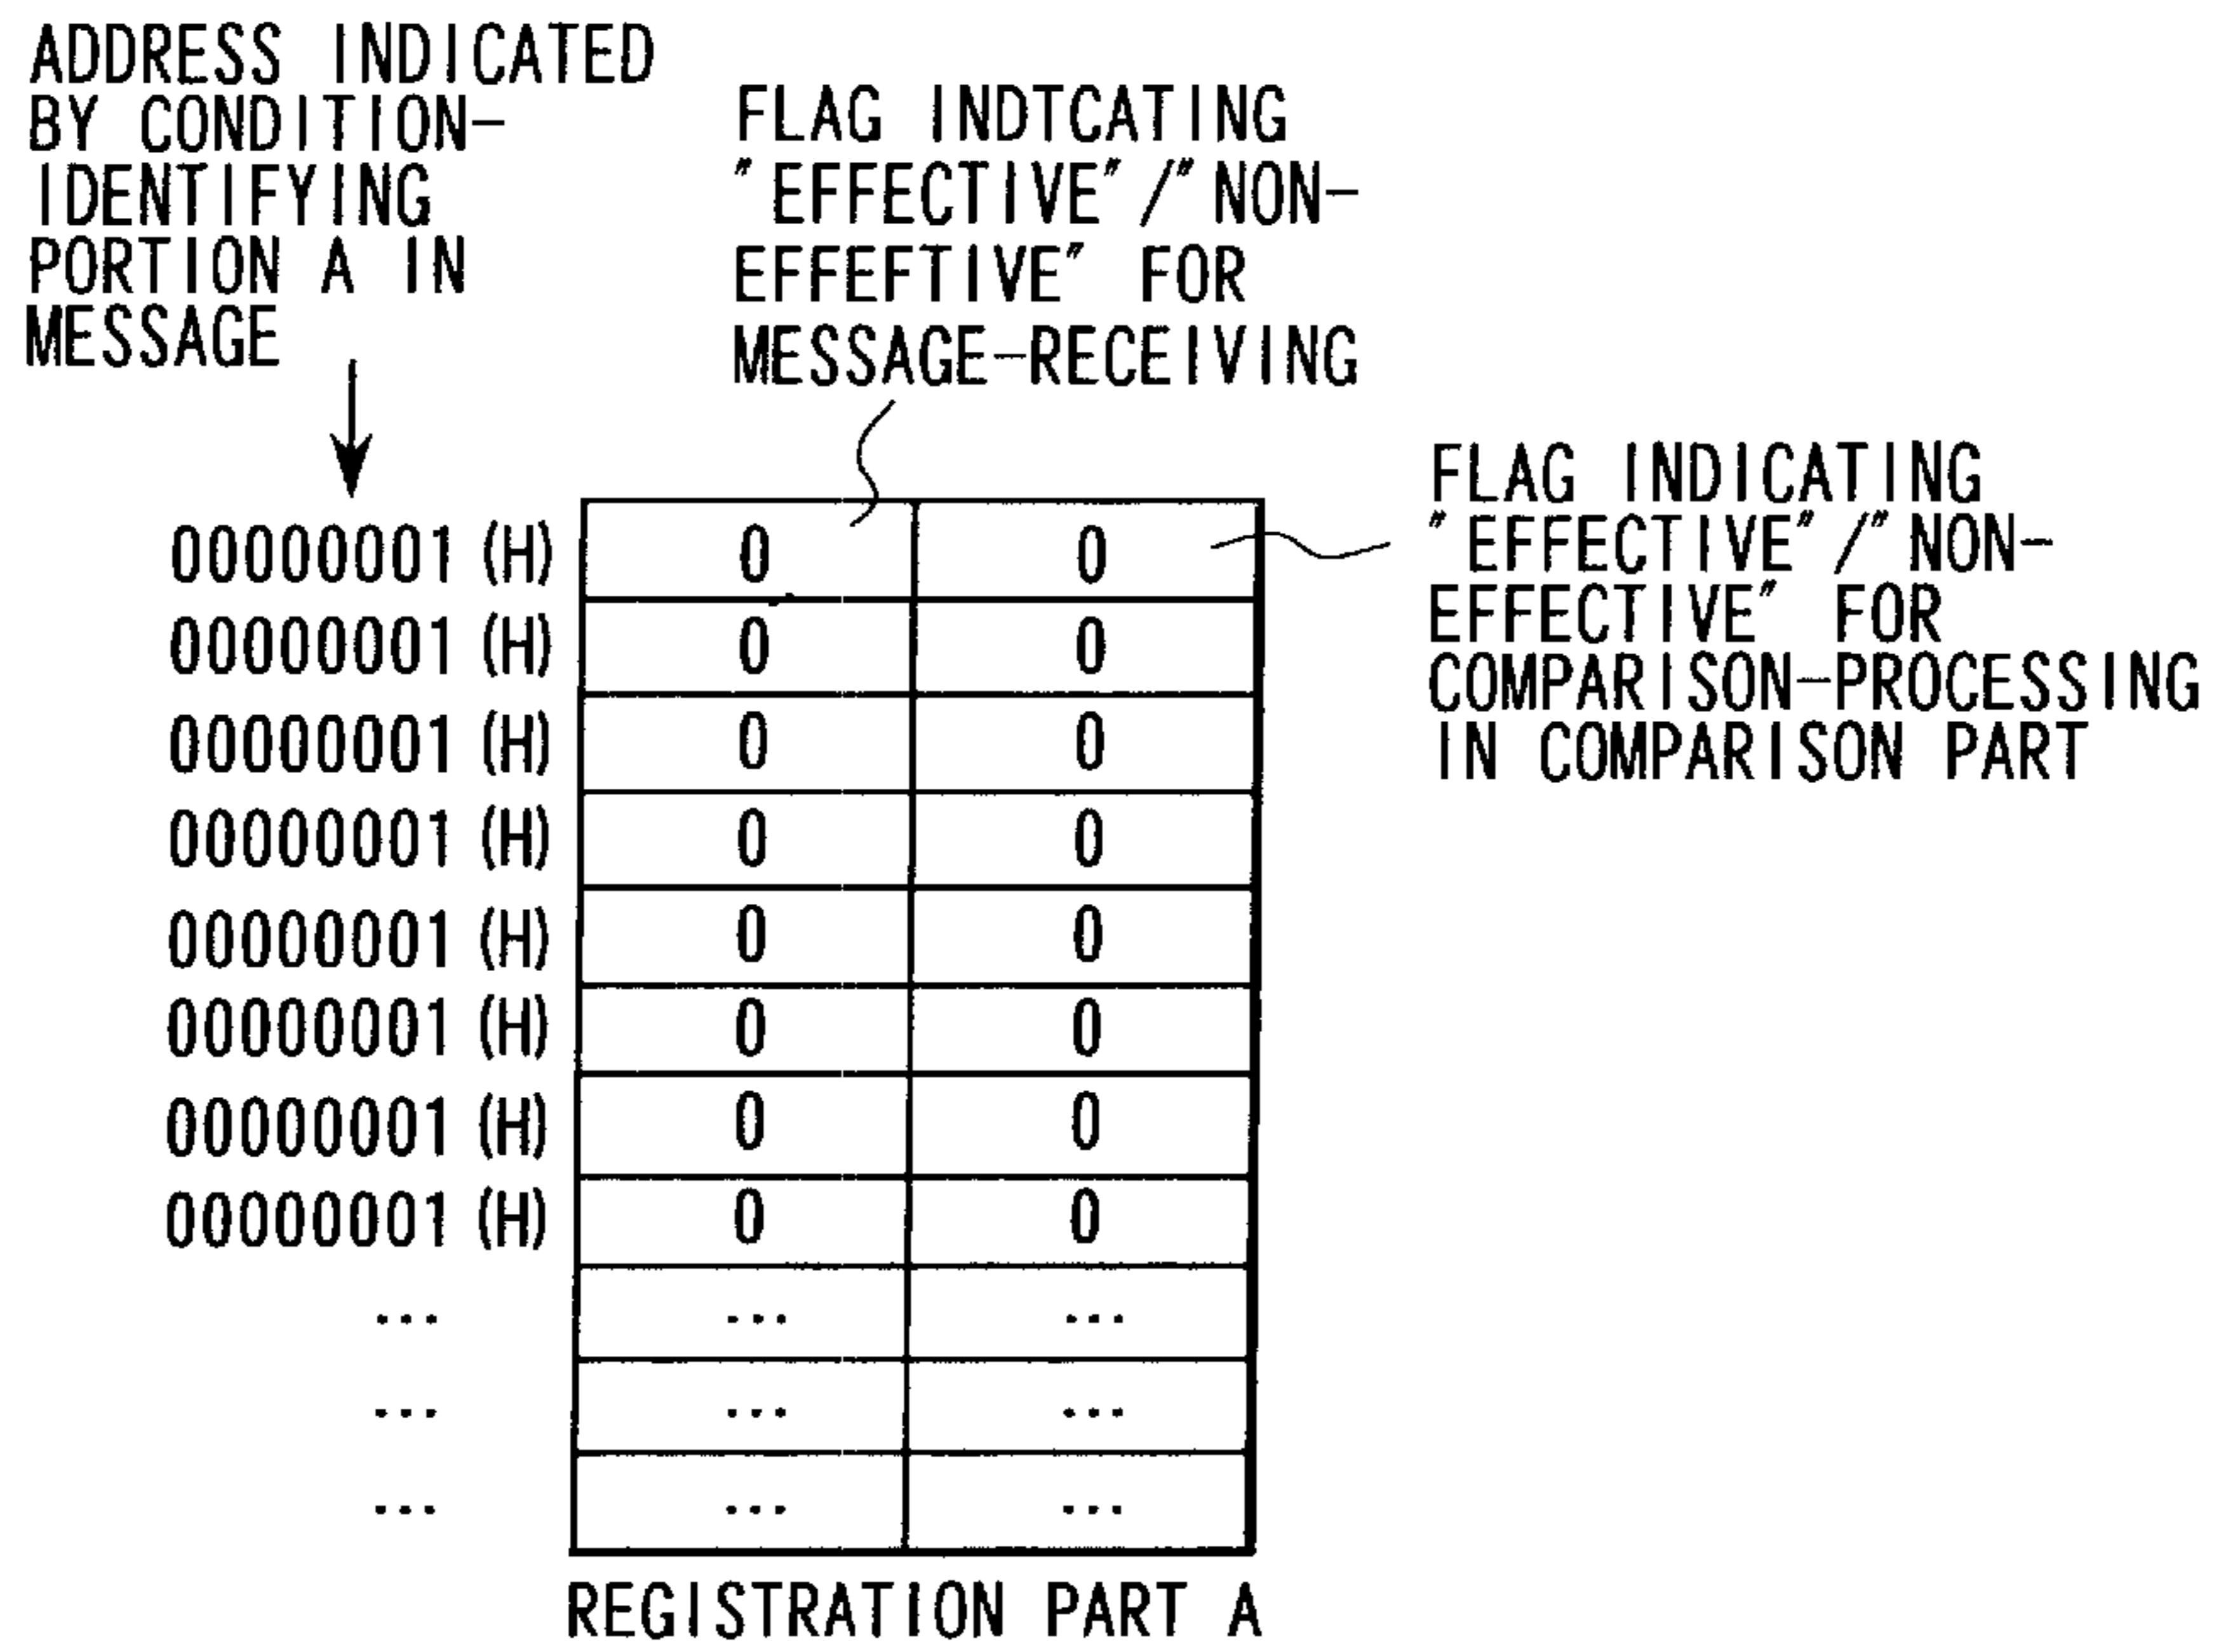 ADDRESS INDICATED
BY CONDITION-
IDENTIFYING
PORTION A IN
MESSAGE
FLAG INDTCATING
"EFFECTIVE"/"NON-
EFFEFTIVE" FOR
MESSAGE-RECEIVING
FLAG INDICATING
"EFFECTIVE"/"NON-
EFFECTIVE" FOR
COMPARISON-PROCESSING
IN COMPARISON PART
00000001 (H) 0 0
00000001 (H) 0 0
00000001 (H) 0 0
00000001 (H) 0 0
00000001 (H) 0 0
00000001 (H) 0 0
00000001 (H) 0 0
00000001 (H) 0 0
... ... ...
... ... ...
... ... ...
REGISTRATION PART A